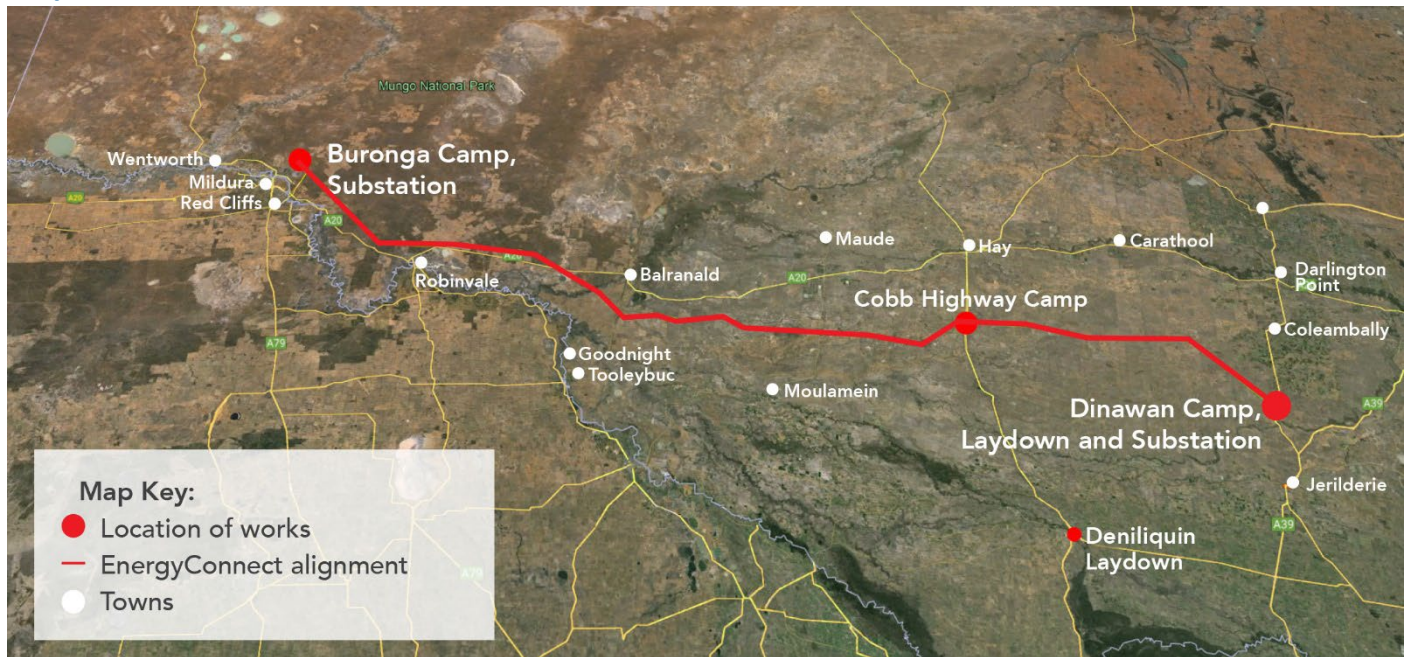 Mungo National Park
Wentworth
Mildura
Red Cliffs
A20
Buronga Camp,
Substation
A20
A20
Robinvale
Balranald
Maude
A20
Hay
Carathool
Darlington
Point
Cobb Highway Camp
Coleambally
A79
Goodnight
Tooleybuc
Moulamein
Dinawan Camp,
Laydown and Substation
A39
Jerilderie
A39
Deniliquin
Laydown
Map Key:
Location of works
EnergyConnect alignment
Towns
A79